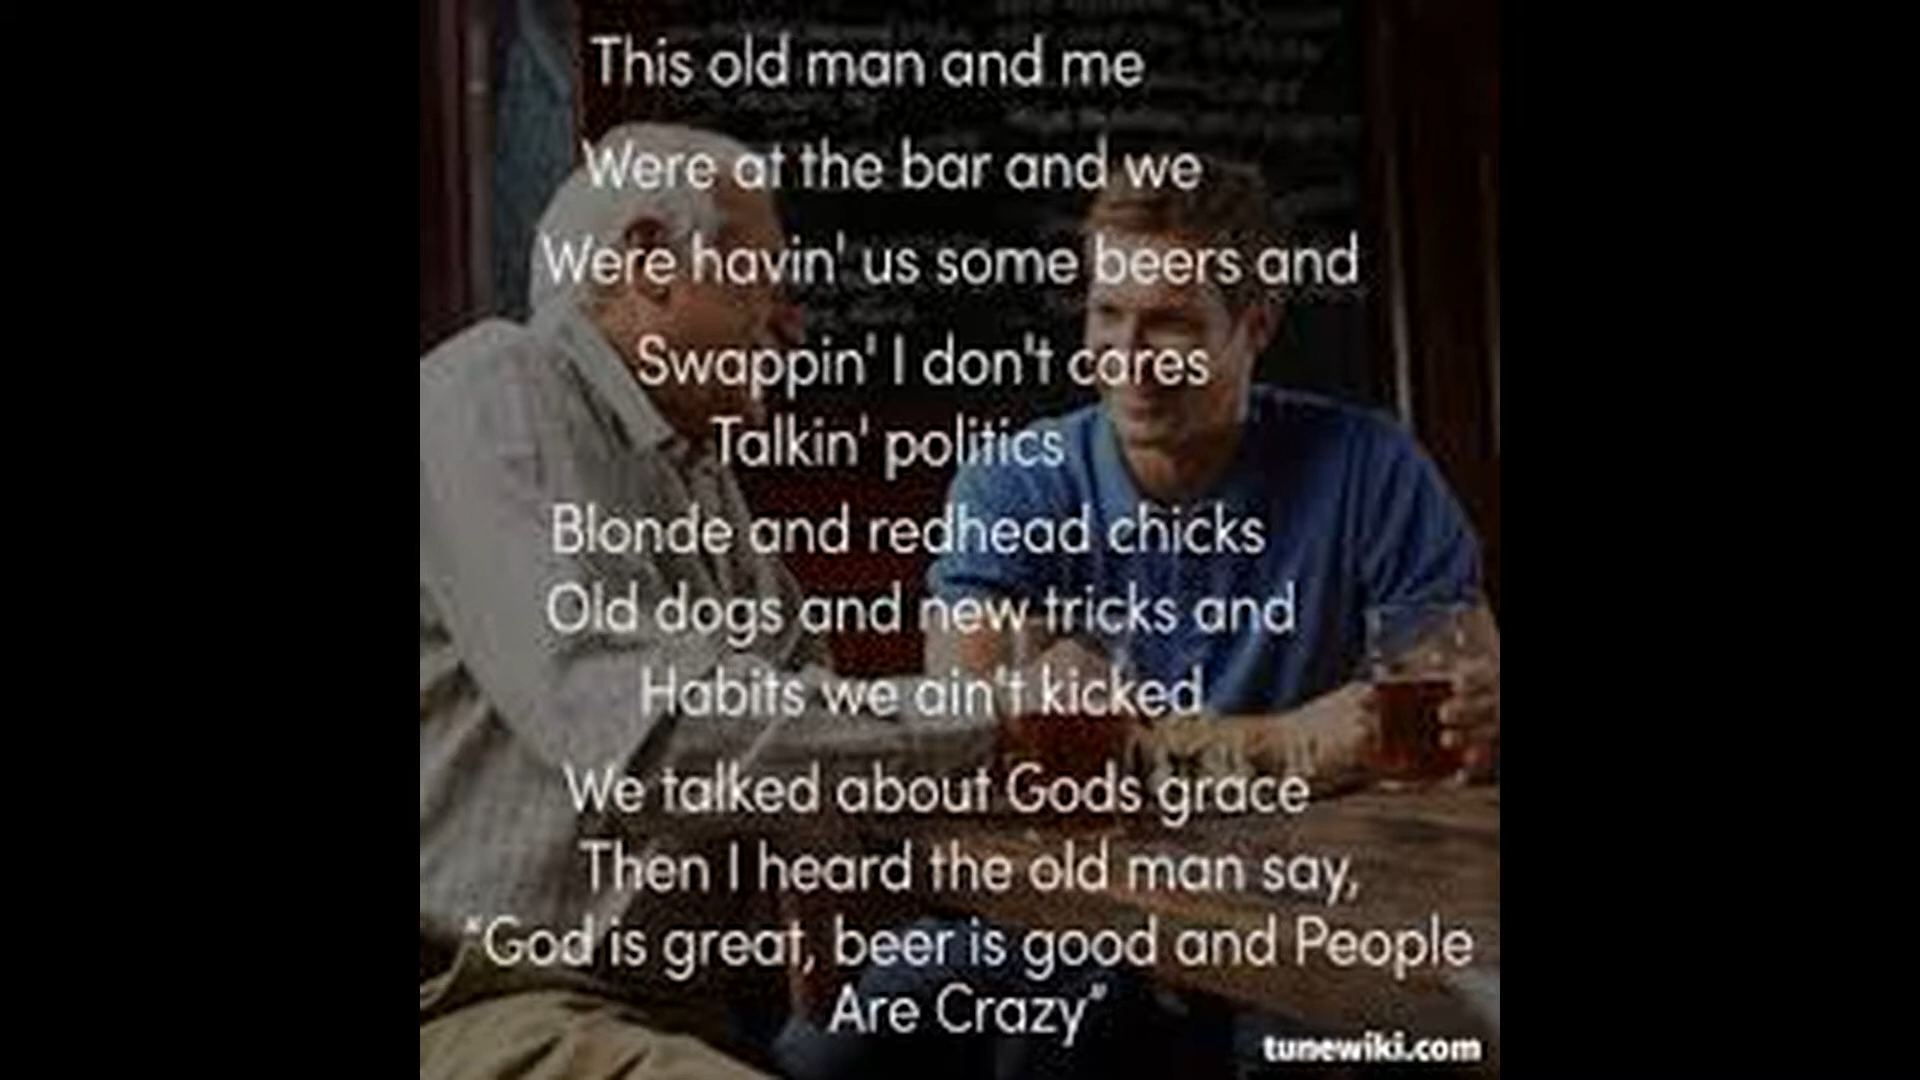 This old man and me
Were at the bar and we
Were havin' us some beers and
Swappin' I don't cares
Talkin' politics
Blonde and redhead chicks
Old dogs and new tricks and
Habits we ain't kicked
We talked about Gods grace
Then I heard the old man say,
"God is great, beer is good and People
Are Crazy"
tunewiki.com